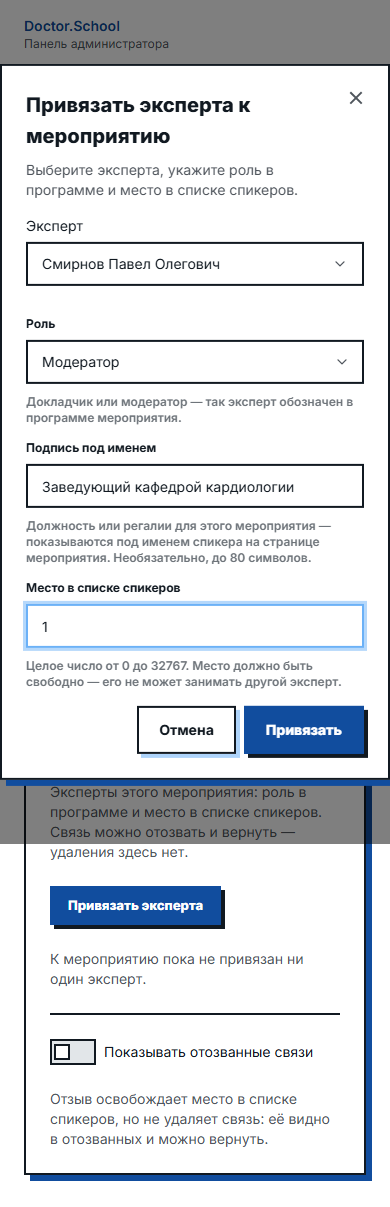 Doctor.School
Панель администратора
Привязать эксперта к
мероприятию
Выберите эксперта, укажите роль в
программе и место в списке спикеров.
Эксперт
Смирнов Павел Олегович
Роль
Модератор
Докладчик или модератор — так эксперт обозначен в
программе мероприятия.
Подпись под именем
Заведующий кафедрой кардиологии
Должность или регалии для этого мероприятия —
показываются под именем спикера на странице
мероприятия. Необязательно, до 80 символов.
Место в списке спикеров
1
Целое число от 0 до 32767. Место должно быть
свободно — его не может занимать другой эксперт.
Отмена
Привязать
Эксперты этого мероприятия: роль в
программе и место в списке спикеров.
Связь можно отозвать и вернуть —
удаления здесь нет.
Привязать эксперта
К мероприятию пока не привязан ни
один эксперт.
Показывать отозванные связи
Отзыв освобождает место в списке
спикеров, но не удаляет связь: её видно
в отозванных и можно вернуть.